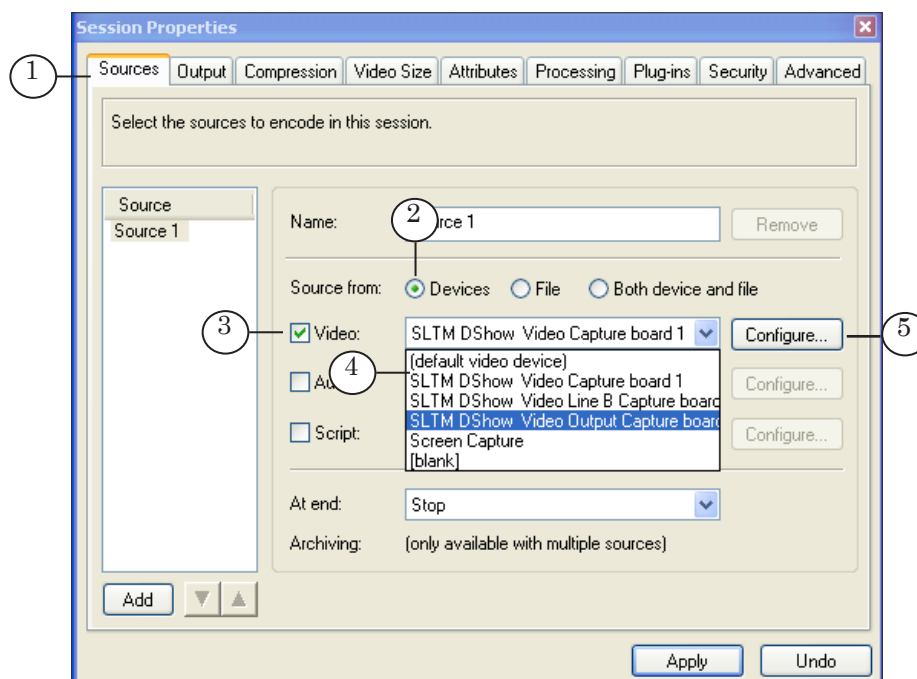 Session Properties
1
Sources Output Compression Video Size Attributes Processing Plug-ins Security Advanced
Select the sources to encode in this session.
Source
Source 1
2
Name: rce 1 Remove
Source from: Devices File Both device and file
3
Video: SLTM DShow Video Capture board 1 Configure...
5
4
(default video device)
SLTM DShow Video Capture board 1
SLTM DShow Video Line B Capture board
SLTM DShow Video Output Capture board
Screen Capture
[blank]
Au Configure...
Script: Configure...
At end: Stop
Archiving: (only available with multiple sources)
Add
Apply Undo